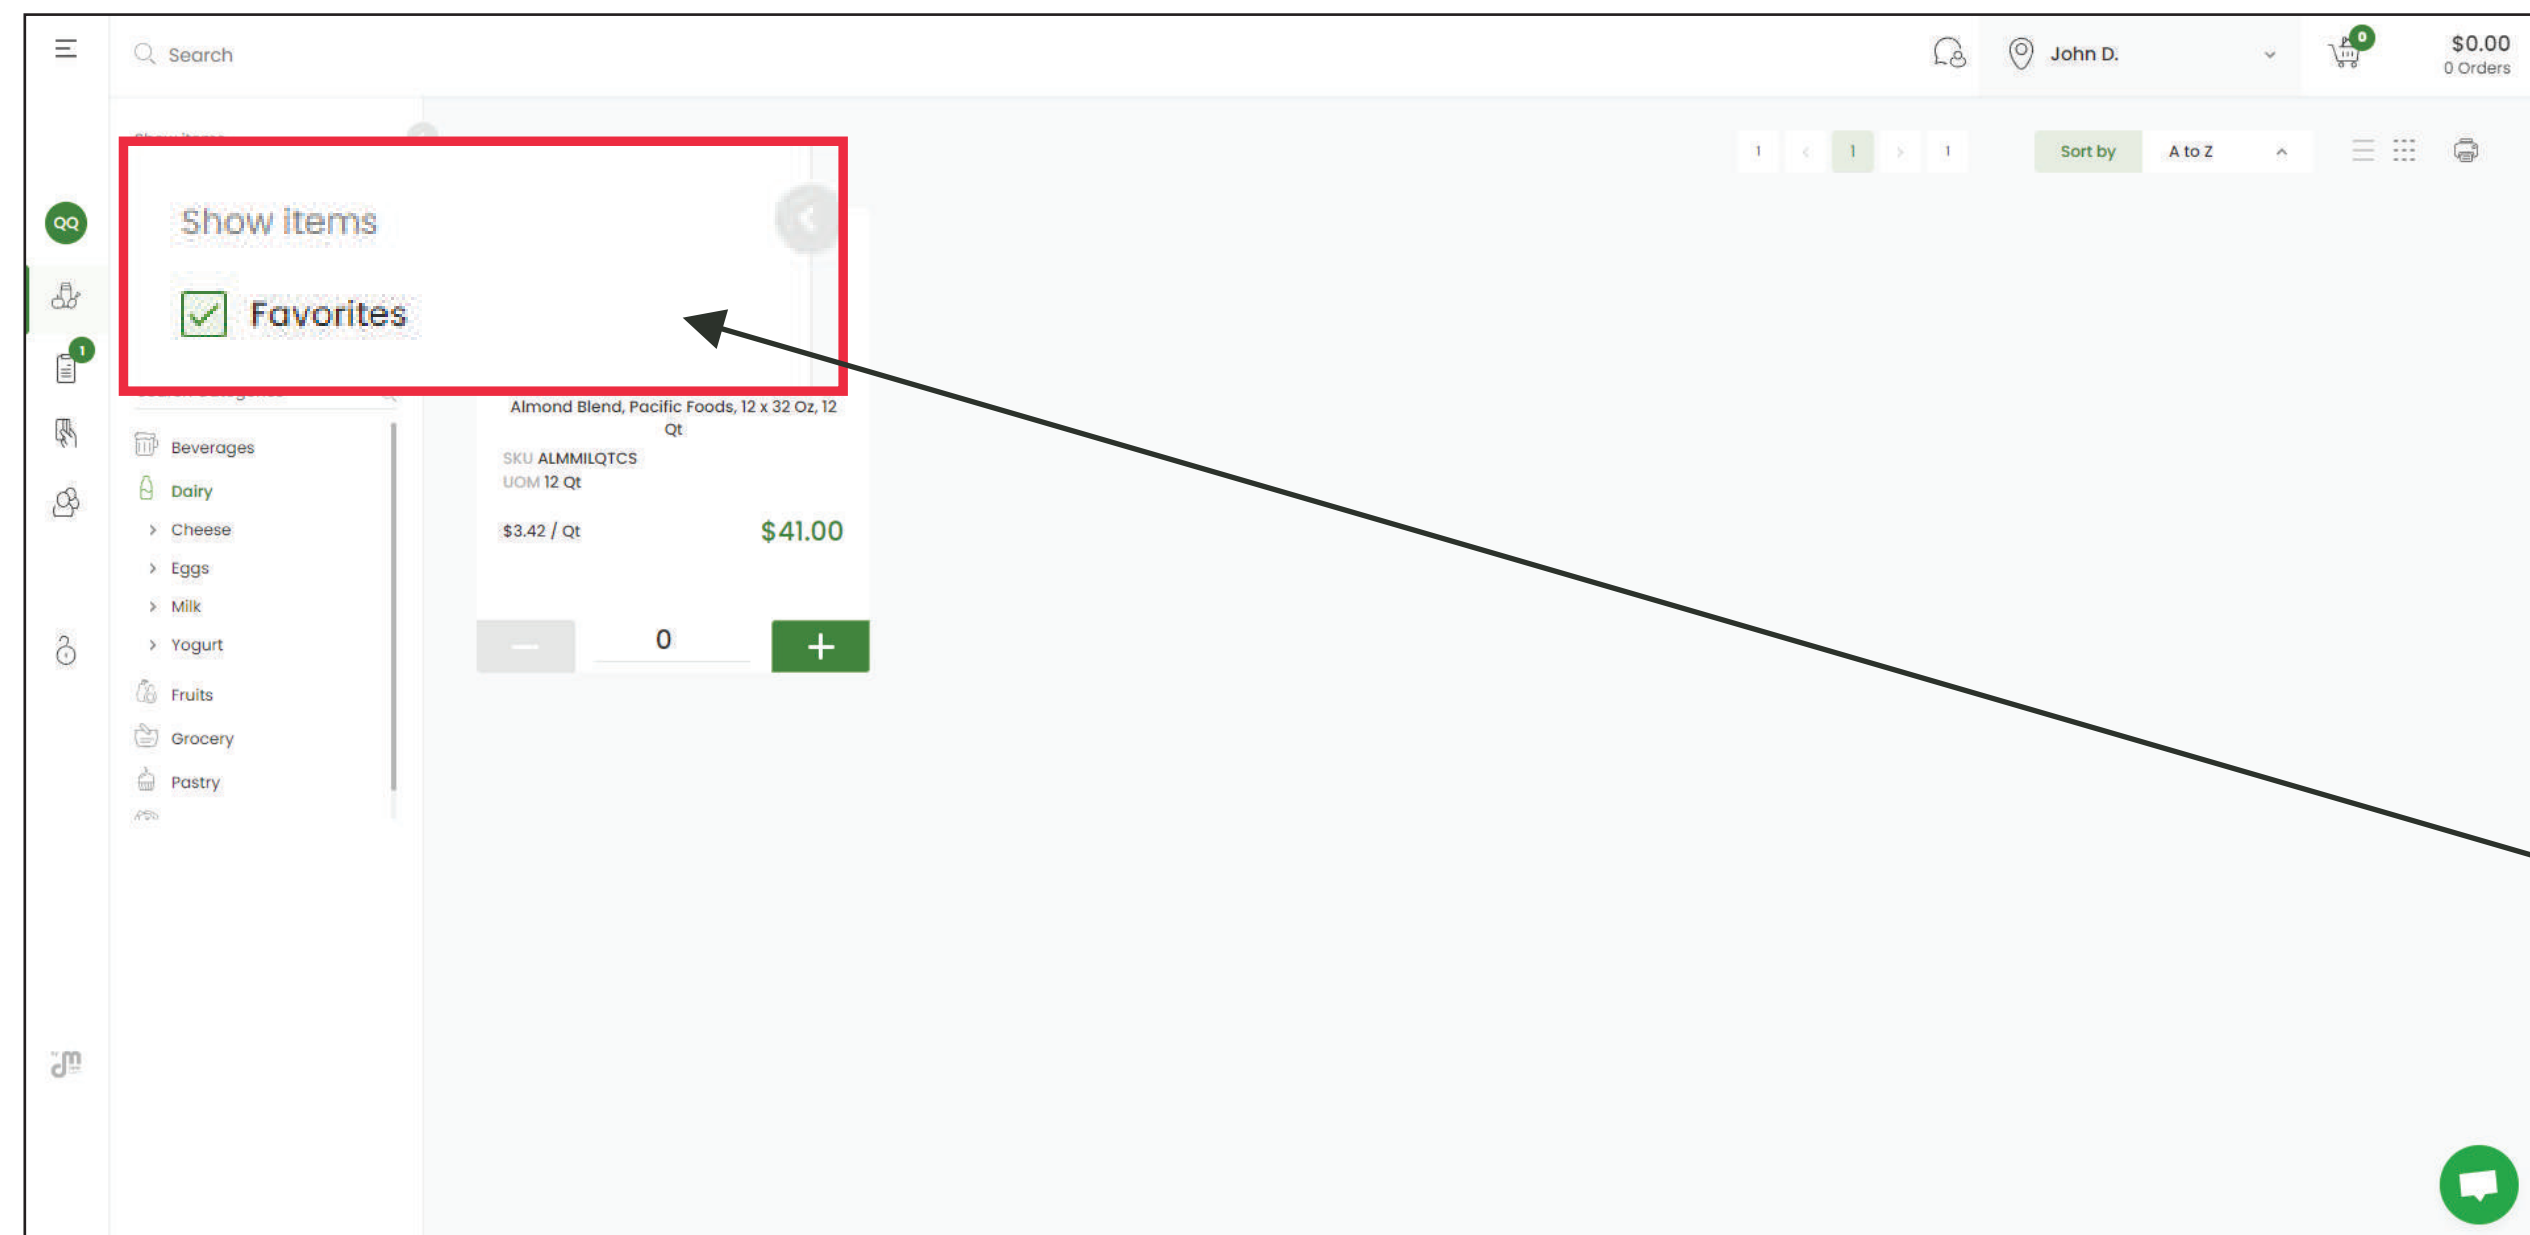 Search
John D.
0
$0.00
0 Orders
Show items
1
1
1
Sort by
A to Z
QQ
Show items
Favorites
1
Almond Blend, Pacific Foods, 12 x 32 Oz, 12
Qt
SKU ALMMILQTCS
UOM 12 Qt
$3.42 / Qt
$41.00
0
Beverages
Dairy
Cheese
Eggs
Milk
Yogurt
Fruits
Grocery
Pastry